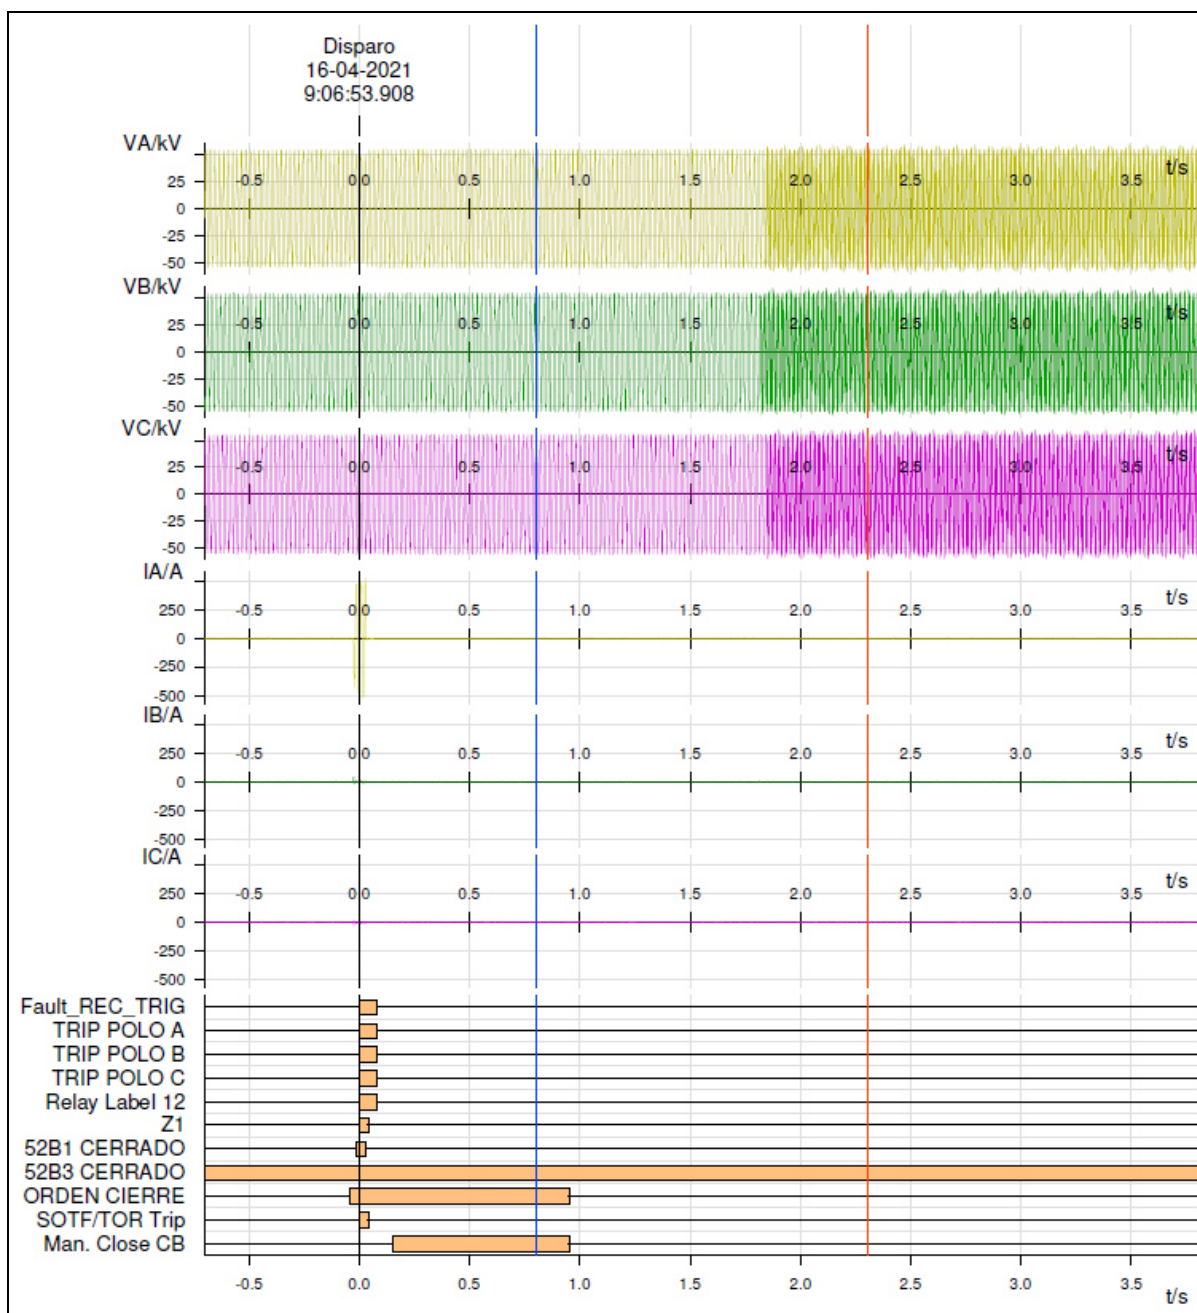 Disparo
16-04-2021
9:06:53.908
VA/kV
t/s
25 -0.5 0.0 0.5 1.0 1.5 2.0 2.5 3.0 3.5
0
-25
-50
VB/kV
t/s
25 -0.5 0.0 0.5 1.0 1.5 2.0 2.5 3.0 3.5
0
-25
-50
VC/kV
t/s
25 -0.5 0.0 0.5 1.0 1.5 2.0 2.5 3.0 3.5
0
-25
-50
IA/A
t/s
250 -0.5 0.0 0.5 1.0 1.5 2.0 2.5 3.0 3.5
0
-250
-500
IB/A
t/s
250 -0.5 0.0 0.5 1.0 1.5 2.0 2.5 3.0 3.5
0
-250
-500
IC/A
t/s
250 -0.5 0.0 0.5 1.0 1.5 2.0 2.5 3.0 3.5
0
-250
-500
Fault_REC_TRIG
TRIP POLO A
TRIP POLO B
TRIP POLO C
Relay Label 12
Z1
52B1 CERRADO
52B3 CERRADO
ORDEN CIERRE
SOTF/TOR Trip
Man. Close CB
-0.5 0.0 0.5 1.0 1.5 2.0 2.5 3.0 3.5
t/s